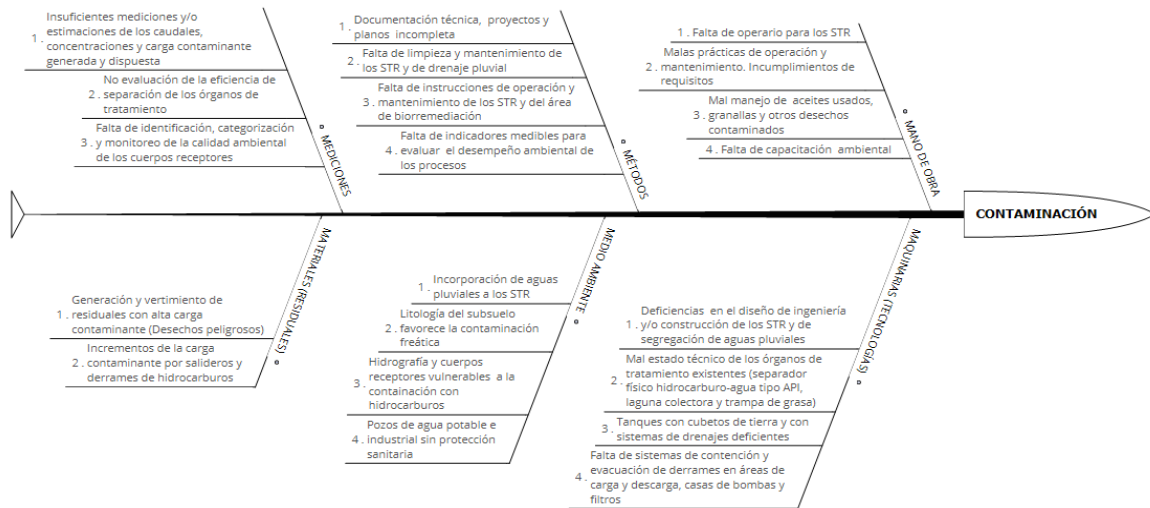 Insuficientes mediciones y/o
1. estimaciones de los caudales,
concentraciones y carga contaminante
generada y dispuesta
No evaluación de la eficiencia de
2. separación de los órganos de
tratamiento
Falta de identificación, categorización
3. y monitoreo de la calidad ambiental
de los cuerpos receptores
MEDICIONES
Documentación técnica, proyectos y
1. planos incompleta
Falta de limpieza y mantenimiento de
2. los STR y de drenaje pluvial
Falta de instrucciones de operación y
3. mantenimiento de los STR y del área
de biorremediación
Falta de indicadores medibles para
4. evaluar el desempeño ambiental de
los procesos
MÉTODOS
1. Falta de operario para los STR
Malas prácticas de operación y
2. mantenimiento. Incumplimientos de
requisitos
Mal manejo de aceites usados,
3. granallas y otros desechos
contaminados
4. Falta de capacitación ambiental
MANO DE OBRA
CONTAMINACIÓN
MATERIALES (RESIDUALES)
Generación y vertimiento de
1. residuales con alta carga
contaminante (Desechos peligrosos)
Incrementos de la carga
2. contaminante por salideros y
derrames de hidrocarburos
MEDIO AMBIENTE
Incorporación de aguas
1. pluviales a los STR
Litología del subsuelo
2. favorece la contaminación
freática
Hidrografía y cuerpos
3. receptores vulnerables a la
containación con
hidrocarburos
Pozos de agua potable e
4. industrial sin protección
sanitaria
MAQUINARIAS (TECNOLOGÍAS)
Deficiencias en el diseño de ingeniería
1. y/o construcción de los STR y de
segregación de aguas pluviales
Mal estado técnico de los órganos de
2. tratamiento existentes (separador
físico hidrocarburo-agua tipo API,
laguna colectora y trampa de grasa)
3. Tanques con cubetos de tierra y con
sistemas de drenajes deficientes
Falta de sistemas de contención y
4. evacuación de derrames en áreas de
carga y descarga, casas de bombas y
filtros